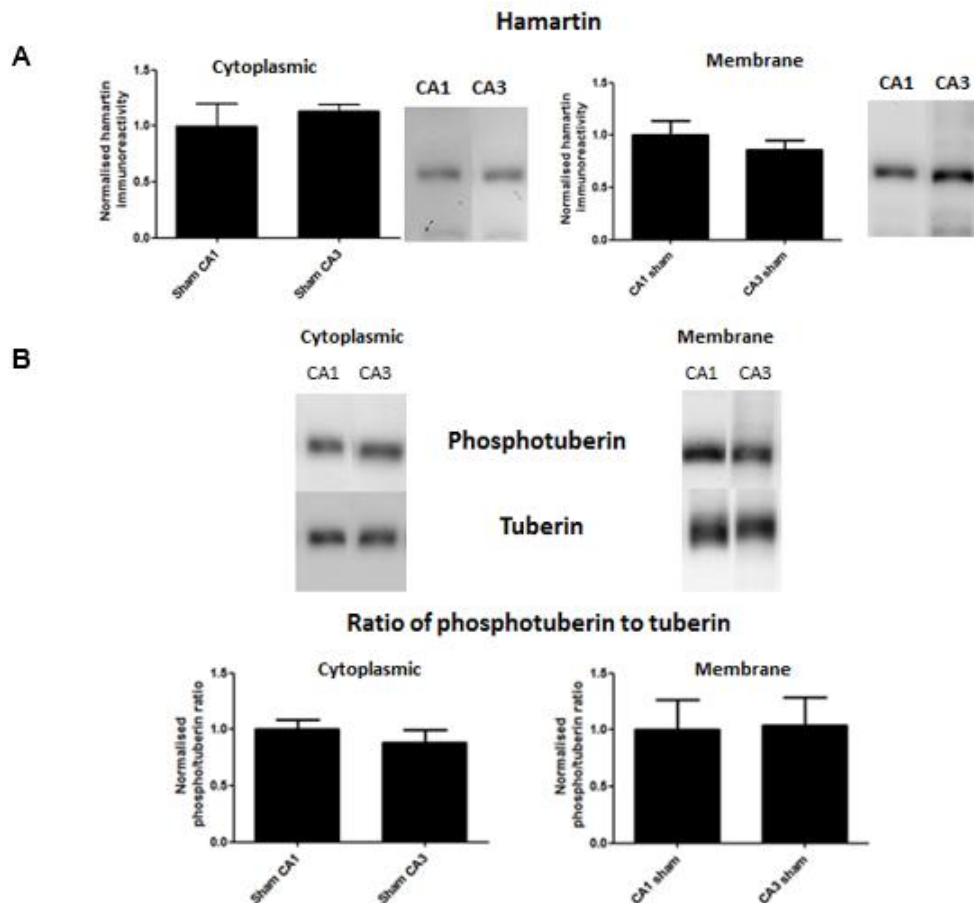 Hamartin
A
Cytoplasmic
Normalised hamartin
immunoreactivity
1.5
1.0
0.5
0.0
Sham CA1
Sham CA3
CA1 CA3
Membrane
Normalised hamartin
immunoreactivity
1.5
1.0
0.5
0.0
CA1 sham
CA3 sham
CA1 CA3
B
Cytoplasmic
CA1 CA3
Membrane
CA1 CA3
Phosphotuberin
Tuberin
Ratio of phosphotuberin to tuberin
Cytoplasmic
Normalised
phospho/tuberin ratio
1.5
1.0
0.5
0.0
Sham CA1
Sham CA3
Membrane
Normalised
phospho/tuberin ratio
1.5
1.0
0.5
0.0
CA1 sham
CA3 sham